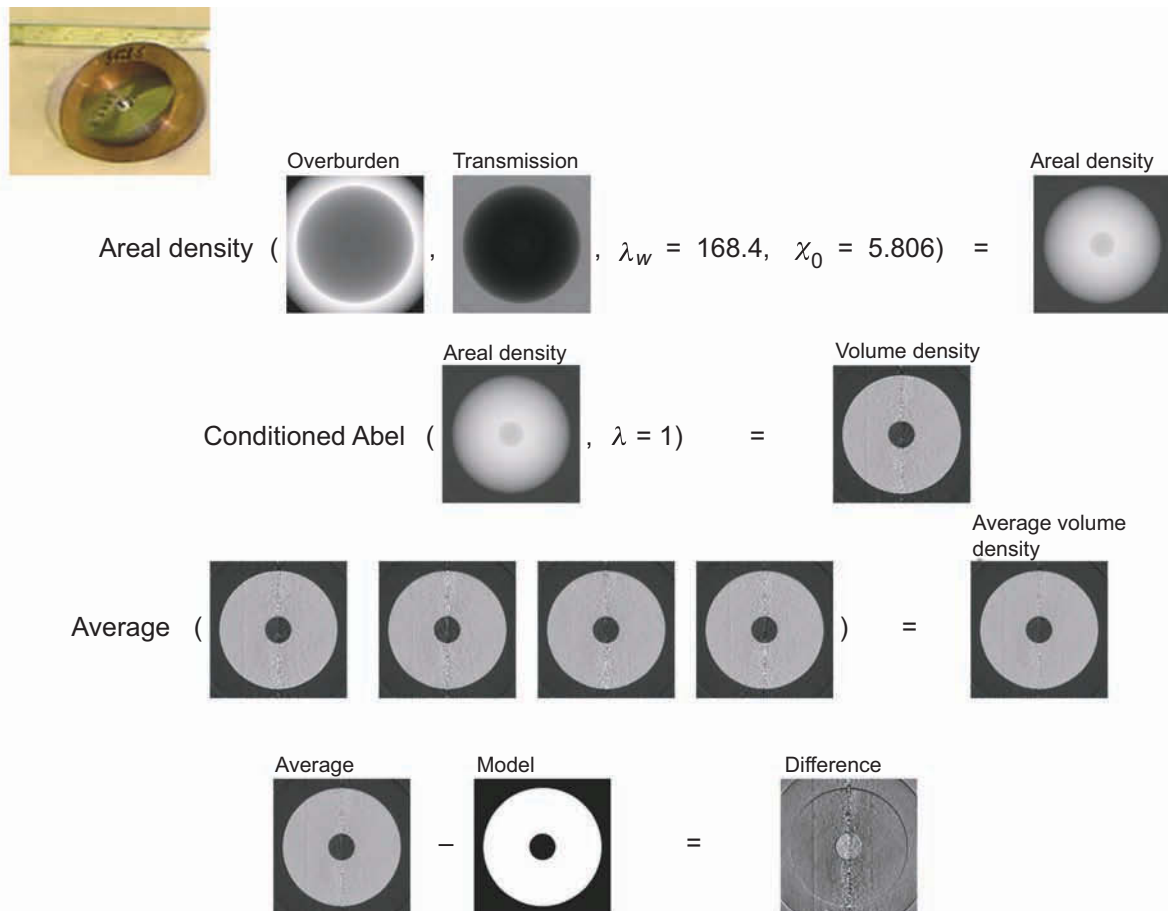 Overburden
Transmission
Areal density
Areal density ( , , λw = 168.4, χ0 = 5.806) =
Areal density
Volume density
Conditioned Abel ( , λ = 1) =
Average volume
density
Average ( ) =
Average
Model
Difference
– =